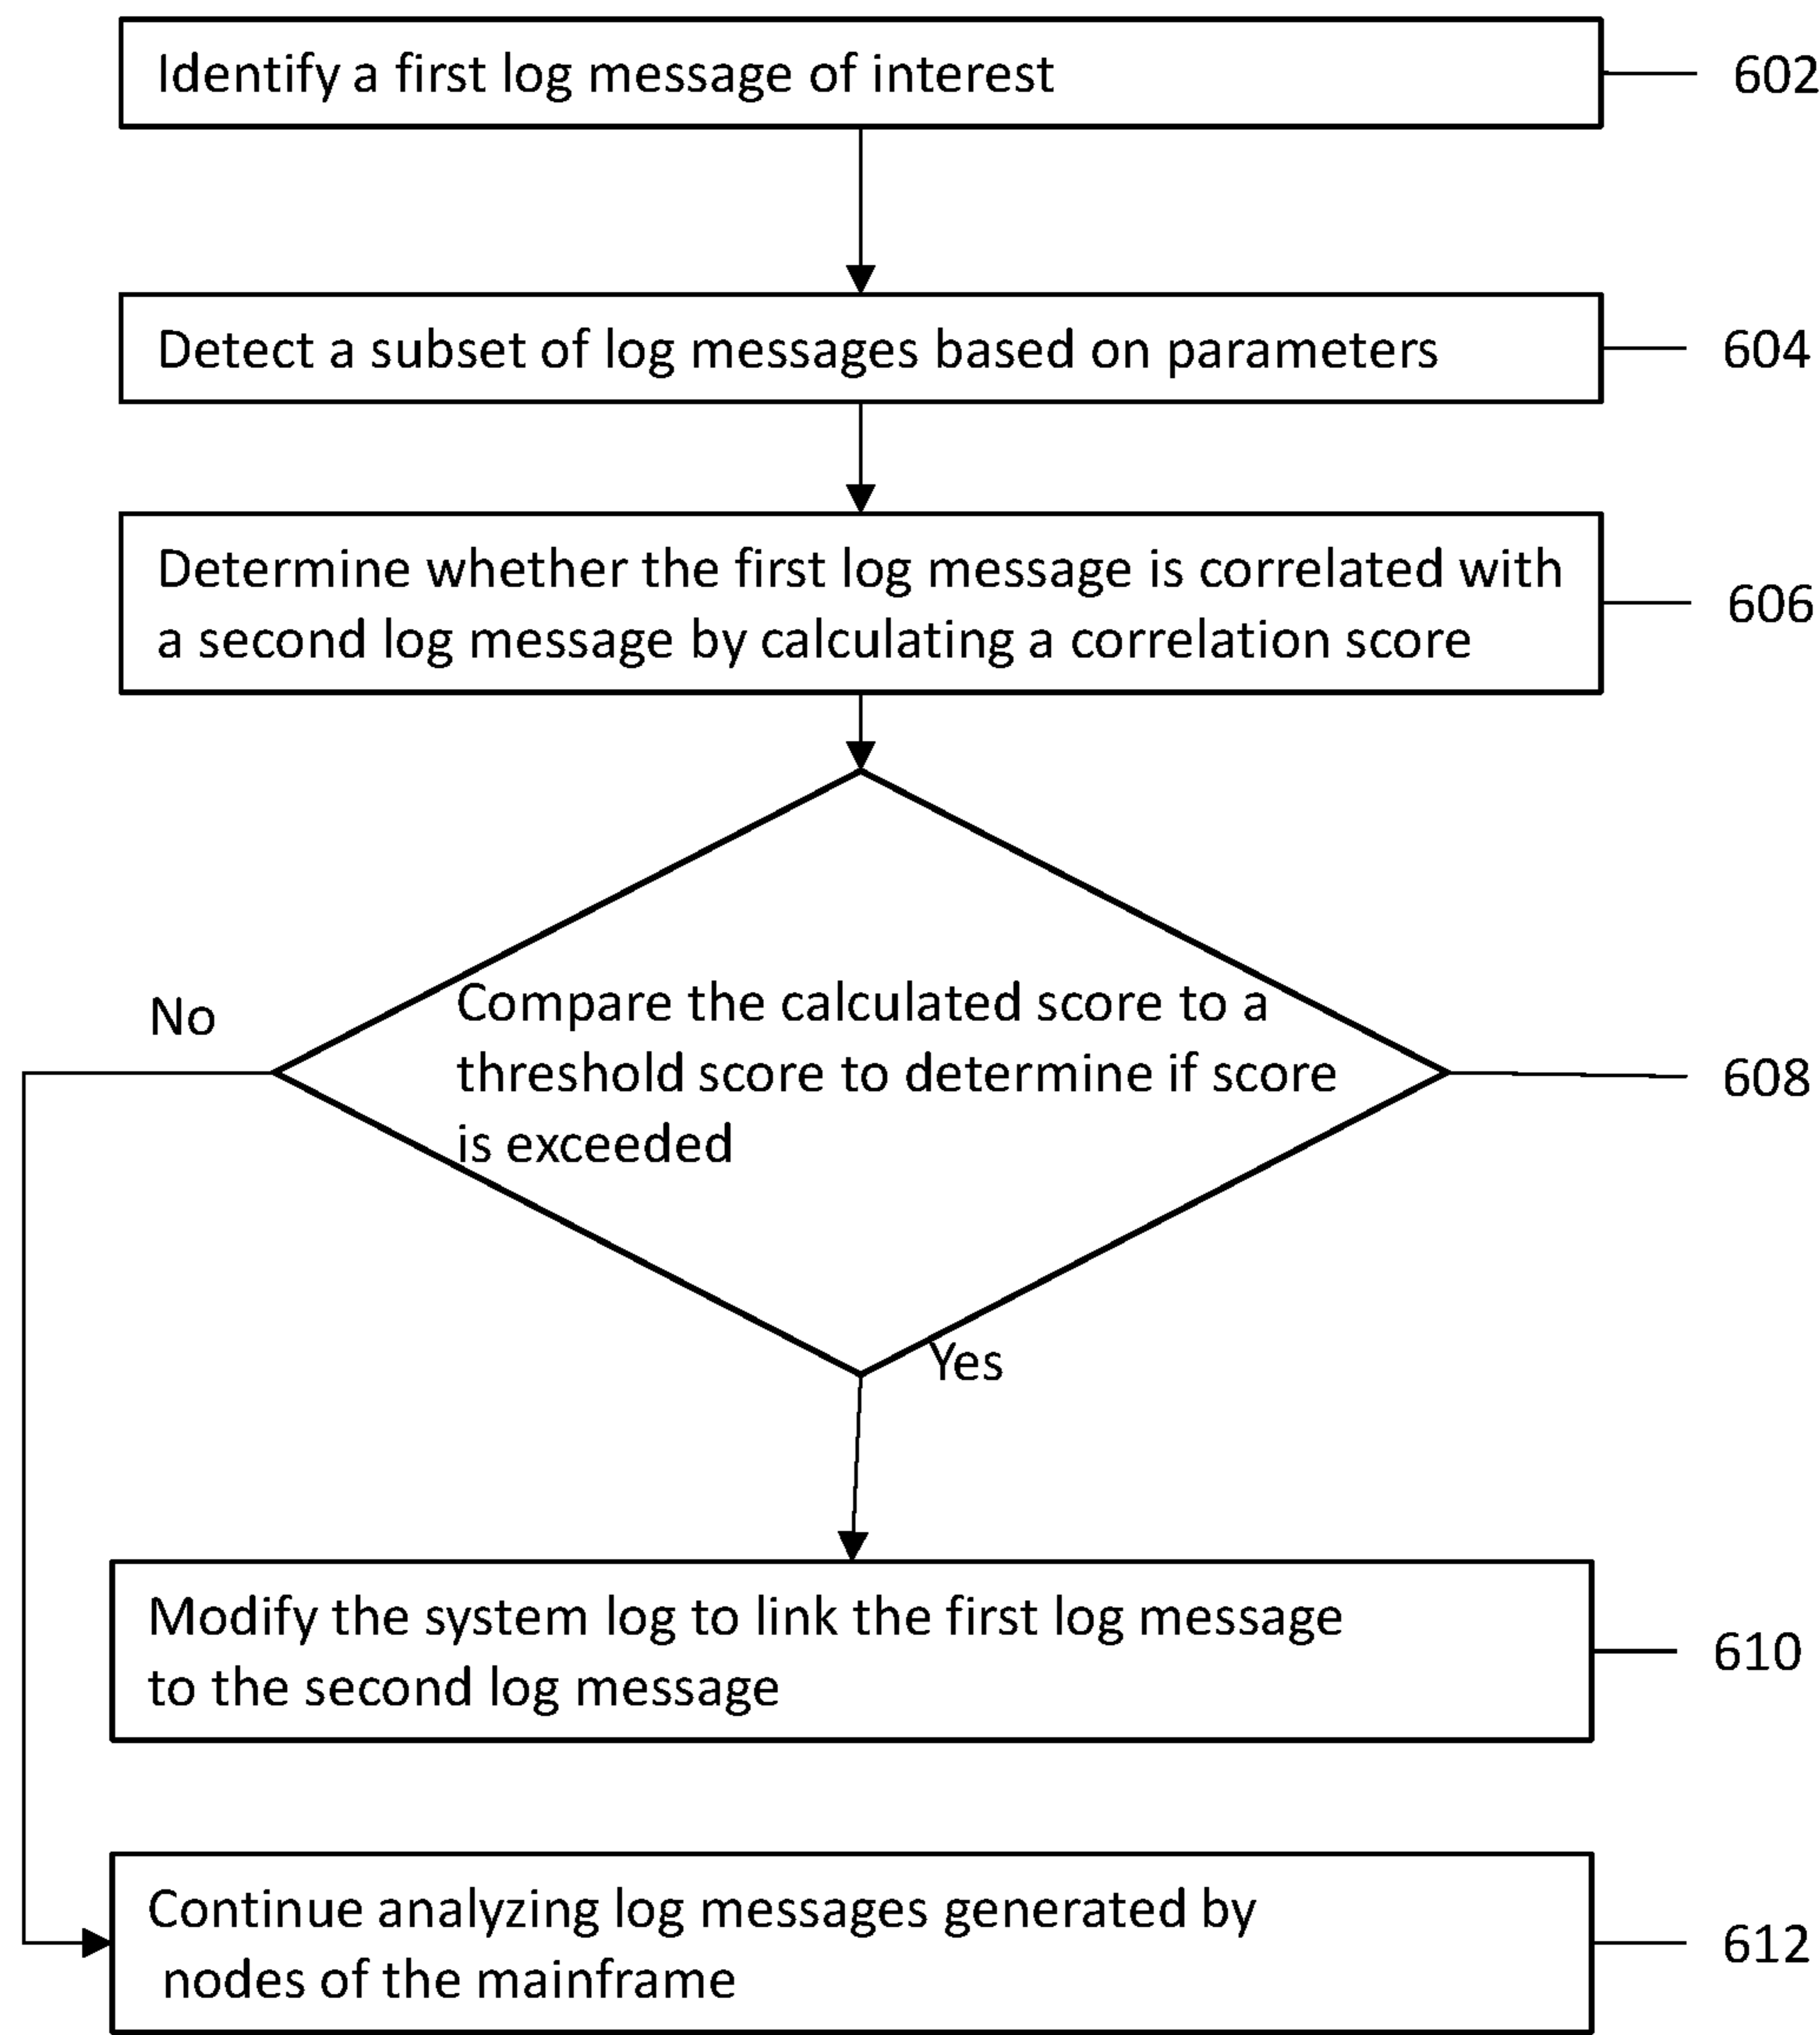 Identify a first log message of interest
602
Detect a subset of log messages based on parameters
604
Determine whether the first log message is correlated with
a second log message by calculating a correlation score
606
No
Compare the calculated score to a
threshold score to determine if score
is exceeded
608
Yes
Modify the system log to link the first log message
to the second log message
610
Continue analyzing log messages generated by
nodes of the mainframe
612